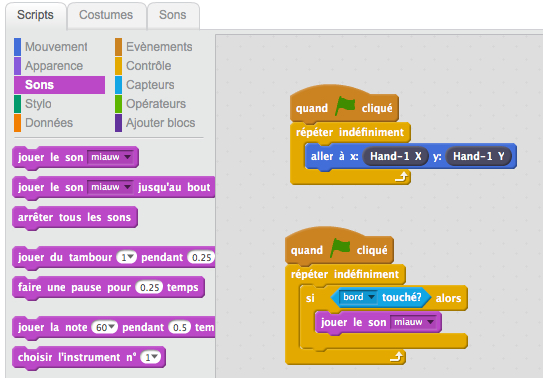 Scripts Costumes Sons
Mouvement Evènements
Apparence Contrôle
Sons Capteurs
Stylo Opérateurs
Données Ajouter blocs
jouer le son miauw
jouer le son miauw jusqu'au bout
arrêter tous les sons
jouer du tambour 1 pendant 0.25
faire une pause pour 0.25 temps
jouer la note 60 pendant 0.5 tem
choisir l'instrument n° 1
quand cliqué
répéter indéfiniment
aller à x: Hand-1 X y: Hand-1 Y
quand cliqué
répéter indéfiniment
si bord touché? alors
jouer le son miauw